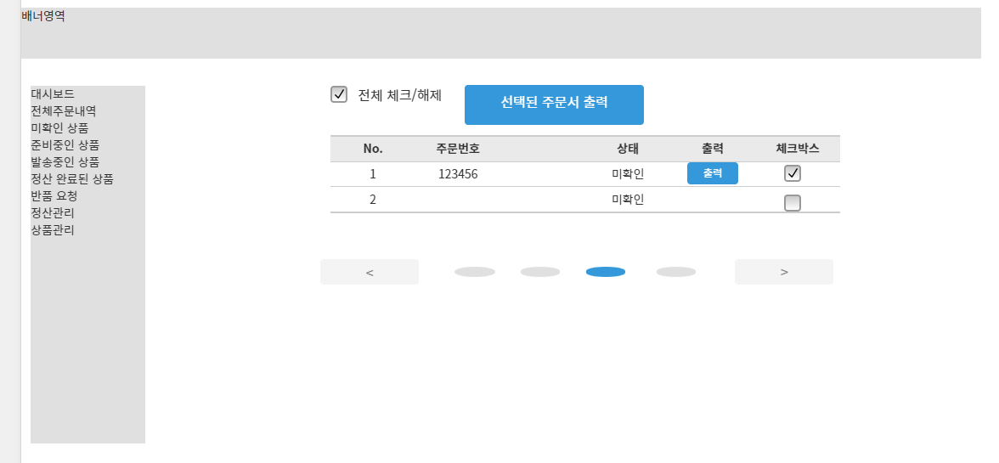 배너영역
대시보드
전체주문내역
미확인 상품
준비중인 상품
발송중인 상품
정산 완료된 상품
반품 요청
정산관리
상품관리
전체 체크/해제
선택된 주문서 출력
No. 주문번호 상태 출력 체크박스
1 123456 미확인 출력
2 미확인
< >